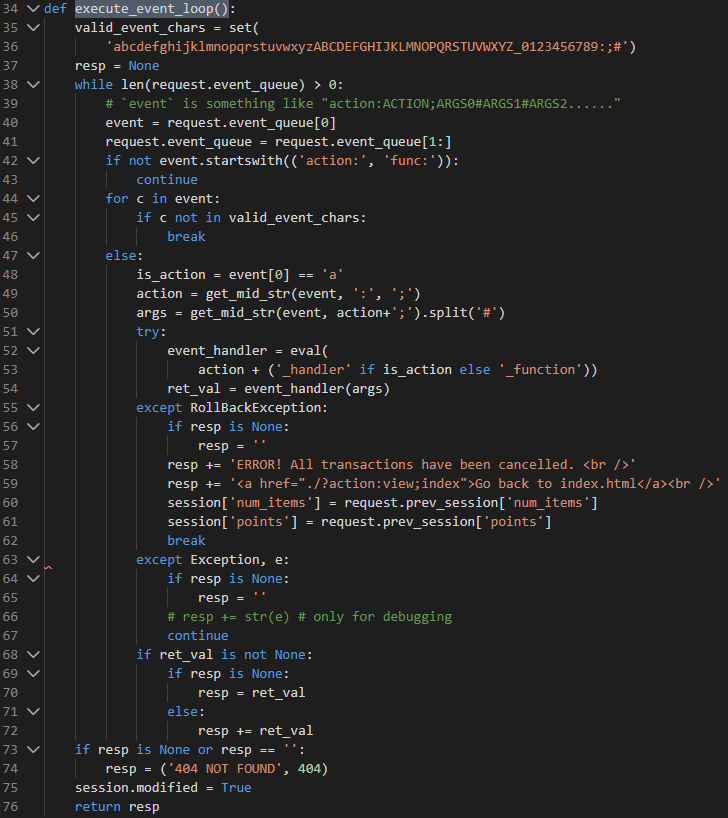 34 def execute_event_loop():
35     valid_event_chars = set(
36         'abcdefghijklmnopqrstuvwxyzABCDEFGHIJKLMNOPQRSTUVWXYZ_0123456789:;#')
37     resp = None
38     while len(request.event_queue) > 0:
39         # `event` is something like "action:ACTION;ARGS0#ARGS1#ARGS2......"
40         event = request.event_queue[0]
41         request.event_queue = request.event_queue[1:]
42         if not event.startswith(('action:', 'func:')):
43             continue
44         for c in event:
45             if c not in valid_event_chars:
46                 break
47         else:
48             is_action = event[0] == 'a'
49             action = get_mid_str(event, ':', ';')
50             args = get_mid_str(event, action+';').split('#')
51             try:
52                 event_handler = eval(
53                     action + ('_handler' if is_action else '_function'))
54                 ret_val = event_handler(args)
55             except RollBackException:
56                 if resp is None:
57                     resp = ''
58                 resp += 'ERROR! All transactions have been cancelled. <br />'
59                 resp += '<a href="./?action:view;index">Go back to index.html</a><br />'
60                 session['num_items'] = request.prev_session['num_items']
61                 session['points'] = request.prev_session['points']
62                 break
63             except Exception, e:
64                 if resp is None:
65                     resp = ''
66                 # resp += str(e) # only for debugging
67                 continue
68             if ret_val is not None:
69                 if resp is None:
70                     resp = ret_val
71                 else:
72                     resp += ret_val
73     if resp is None or resp == '':
74         resp = ('404 NOT FOUND', 404)
75     session.modified = True
76     return resp